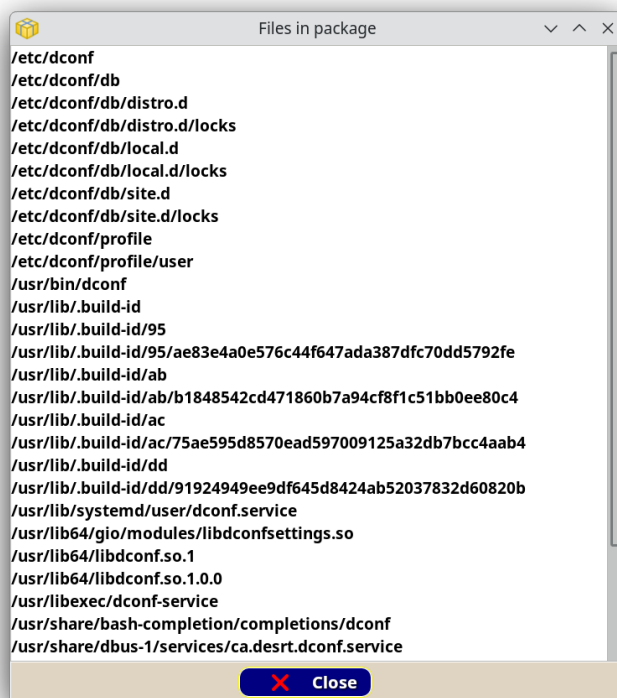 Files in package
/etc/dconf
/etc/dconf/db
/etc/dconf/db/distro.d
/etc/dconf/db/distro.d/locks
/etc/dconf/db/local.d
/etc/dconf/db/local.d/locks
/etc/dconf/db/site.d
/etc/dconf/db/site.d/locks
/etc/dconf/profile
/etc/dconf/profile/user
/usr/bin/dconf
/usr/lib/.build-id
/usr/lib/.build-id/95
/usr/lib/.build-id/95/ae83e4a0e576c44f647ada387dfc70dd5792fe
/usr/lib/.build-id/ab
/usr/lib/.build-id/ab/b1848542cd471860b7a94cf8f1c51bb0ee80c4
/usr/lib/.build-id/ac
/usr/lib/.build-id/ac/75ae595d8570ead597009125a32db7bcc4aab4
/usr/lib/.build-id/dd
/usr/lib/.build-id/dd/91924949ee9df645d8424ab52037832d60820b
/usr/lib/systemd/user/dconf.service
/usr/lib64/gio/modules/libdconfsettings.so
/usr/lib64/libdconf.so.1
/usr/lib64/libdconf.so.1.0.0
/usr/libexec/dconf-service
/usr/share/bash-completion/completions/dconf
/usr/share/dbus-1/services/ca.desrt.dconf.service
Close